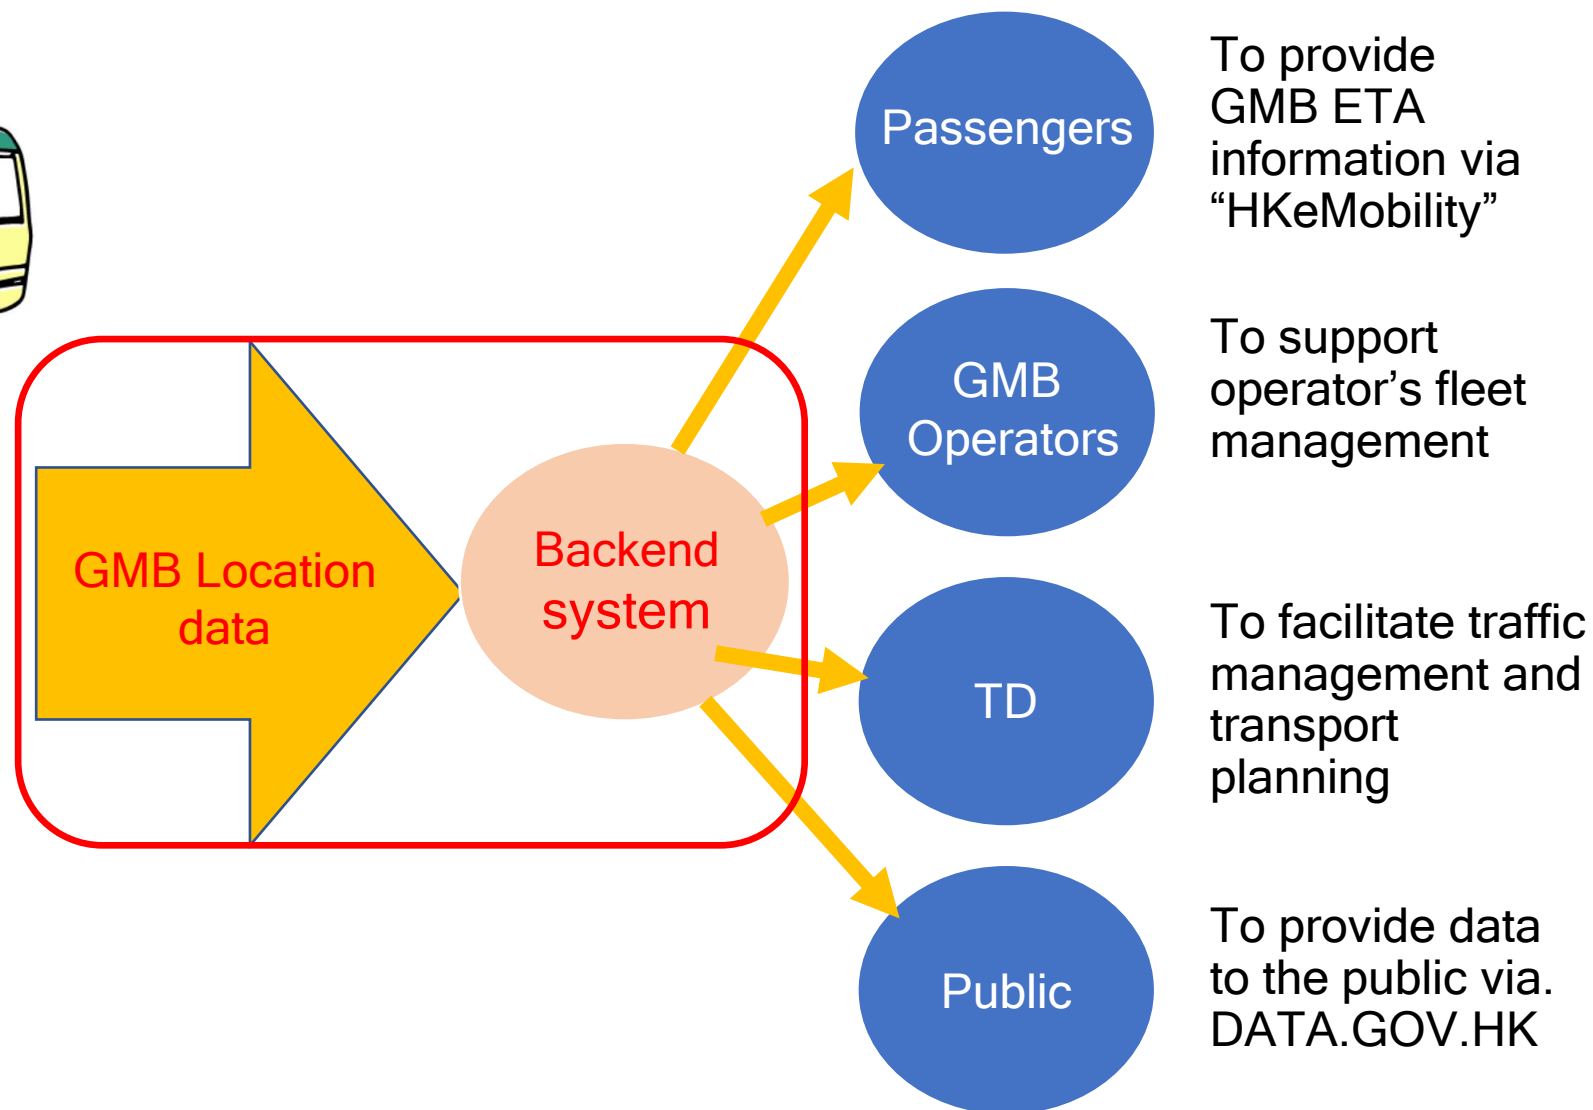 GMB Location
data
Backend
system
Passengers
To provide
GMB ETA
information via
“HKeMobility”
GMB
Operators
To support
operator’s fleet
management
TD
To facilitate traffic
management and
transport
planning
Public
To provide data
to the public via.
DATA.GOV.HK